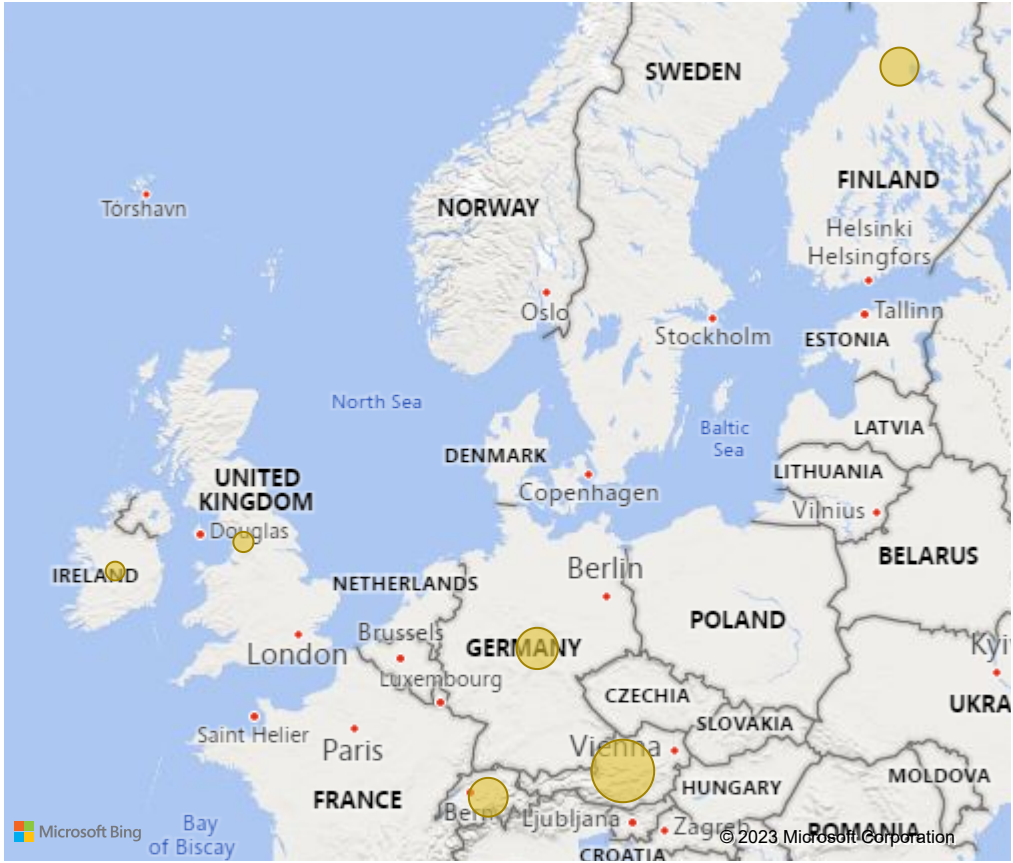 SWEDEN
FINLAND
NORWAY
Tórshavn
Helsinki
Helsingfors
Oslo
Stockholm
Tallinn
ESTONIA
North Sea
Baltic
Sea
LATVIA
DENMARK
LITHUANIA
UNITED
KINGDOM
Copenhagen
Vilnius
Douglas
BELARUS
IRELAND
NETHERLANDS
Berlin
POLAND
Brussels
GERMANY
London
Kyiv
Luxembourg
CZECHIA
UKRA
Saint Helier
SLOVAKIA
Paris
Vienna
MOLDOVA
HUNGARY
FRANCE
Bern
Ljubljana
Zagreb
Bay
of Biscay
Microsoft Bing
ROMANIA
© 2023 Microsoft Corporation
CROATIA